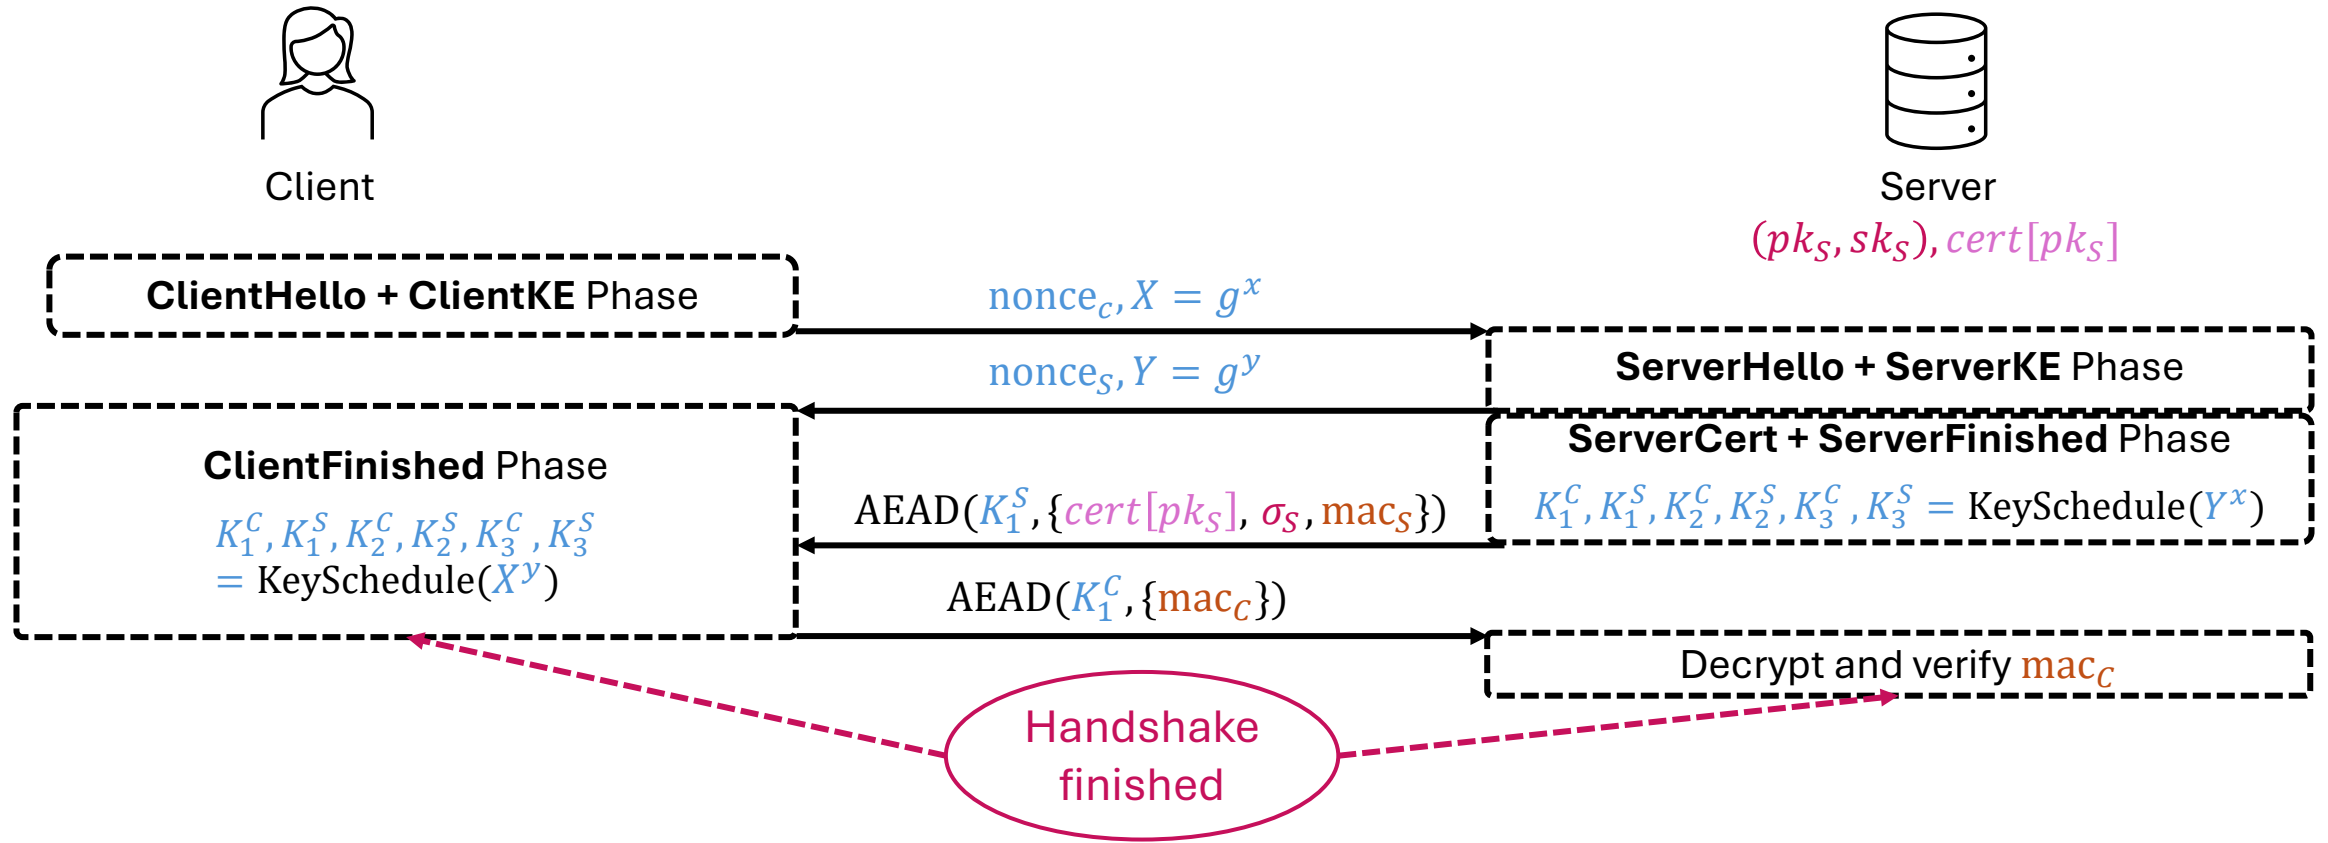 Client
Server
(pk_S, sk_S), cert[pk_S]
ClientHello + ClientKE Phase
nonce_c, X = g^x
ServerHello + ServerKE Phase
nonce_S, Y = g^y
ServerCert + ServerFinished Phase
K_1^C, K_1^S, K_2^C, K_2^S, K_3^C, K_3^S = KeySchedule(Y^x)
ClientFinished Phase
K_1^C, K_1^S, K_2^C, K_2^S, K_3^C, K_3^S
= KeySchedule(X^y)
AEAD(K_1^S, {cert[pk_S], σ_S, mac_S})
AEAD(K_1^C, {mac_C})
Decrypt and verify mac_C
Handshake
finished